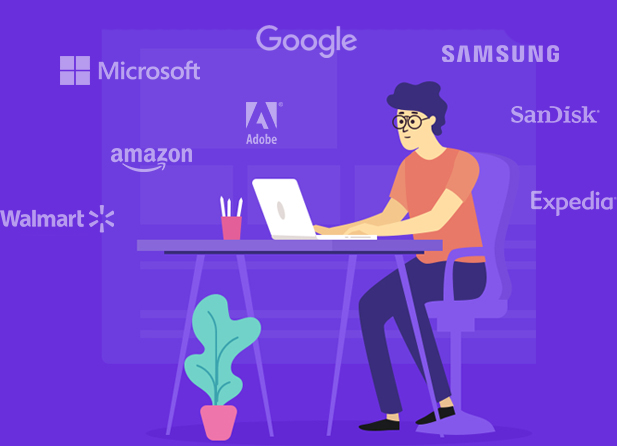 Google
SAMSUNG
Microsoft
Adobe
SanDisk
amazon
Expedia
Walmart